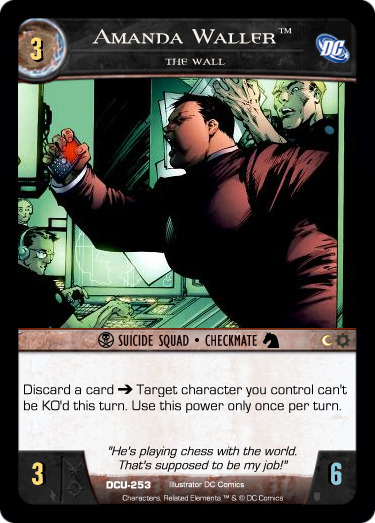 3
AMANDA WALLER™
DC
THE WALL
SUICIDE SQUAD • CHECKMATE
Discard a card ➔ Target character you control can't
be KO'd this turn. Use this power only once per turn.
"He's playing chess with the world.
That's supposed to be my job!"
3
DCU-253 Illustrator DC Comics
6
Characters, Related Elements ™ & © DC Comics